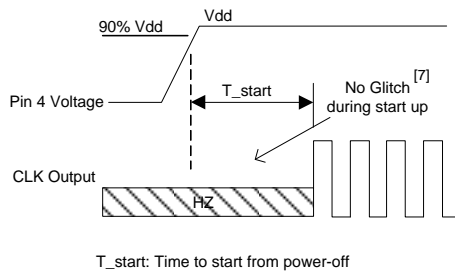 90% Vdd
Vdd
Pin 4 Voltage
T_start
No Glitch [7]
during start up
CLK Output
HZ
T_start: Time to start from power-off